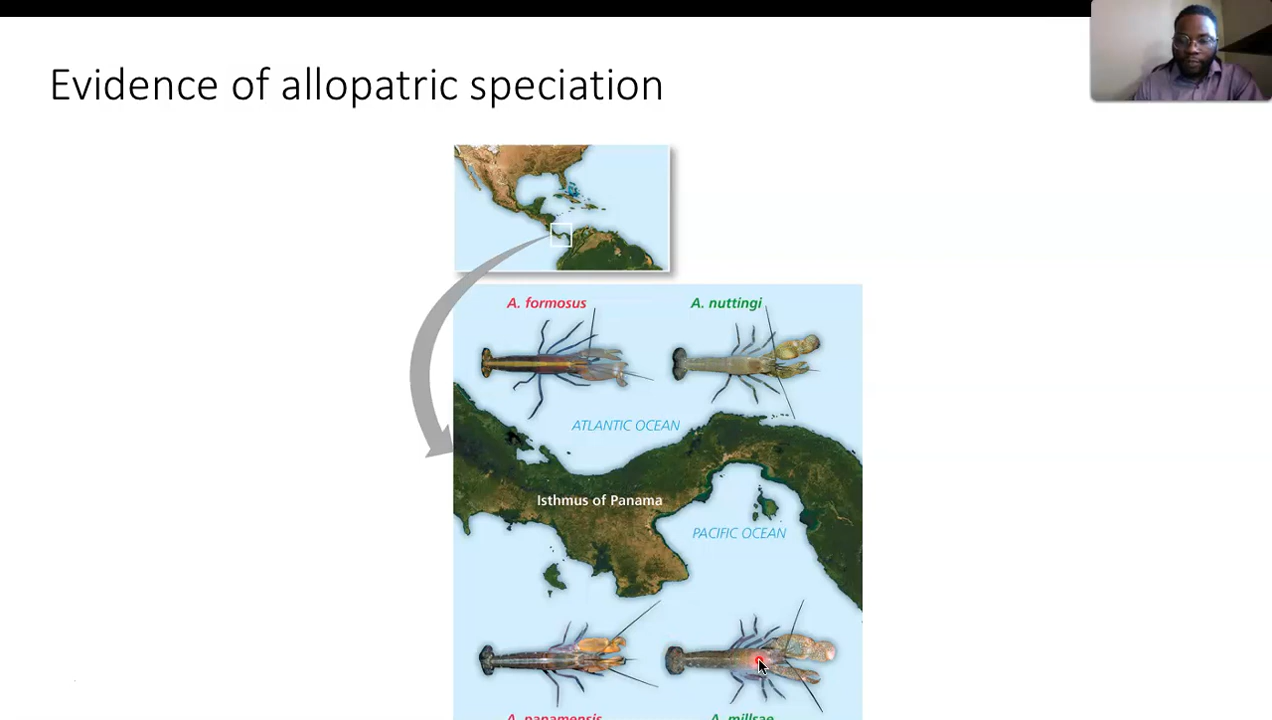 Evidence of allopatric speciation
A. formosus
A. nuttingi
ATLANTIC OCEAN
Isthmus of Panama
PACIFIC OCEAN
A. panamensis
A. millsae